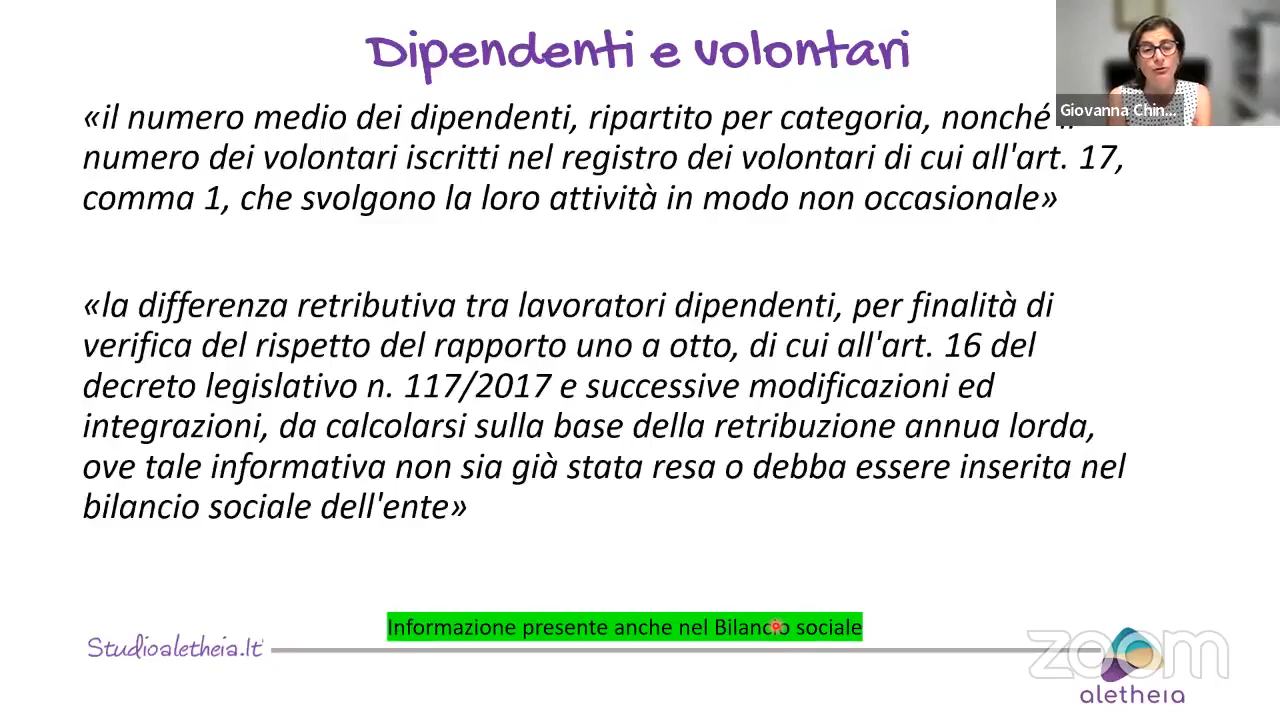 Dipendenti e volontari
Giovanna Chin...
«il numero medio dei dipendenti, ripartito per categoria, nonché
numero dei volontari iscritti nel registro dei volontari di cui all'art. 17,
comma 1, che svolgono la loro attività in modo non occasionale»
«la differenza retributiva tra lavoratori dipendenti, per finalità di
verifica del rispetto del rapporto uno a otto, di cui all'art. 16 del
decreto legislativo n. 117/2017 e successive modificazioni ed
integrazioni, da calcolarsi sulla base della retribuzione annua lorda,
ove tale informativa non sia già stata resa o debba essere inserita nel
bilancio sociale dell'ente»
Informazione presente anche nel Bilancio sociale
Studioaletheia.It
zoom
aletheia